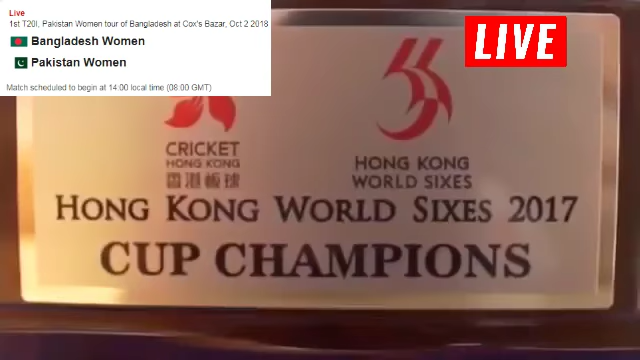 Live
1st T20I, Pakistan Women tour of Bangladesh at Cox's Bazar, Oct 2 2018
Bangladesh Women
Pakistan Women
Match scheduled to begin at 14:00 local time (08:00 GMT)
LIVE
CRICKET
HONG KONG
香港板球
HONG KONG
WORLD SIXES
HONG KONG WORLD SIXES 2017
CUP CHAMPIONS